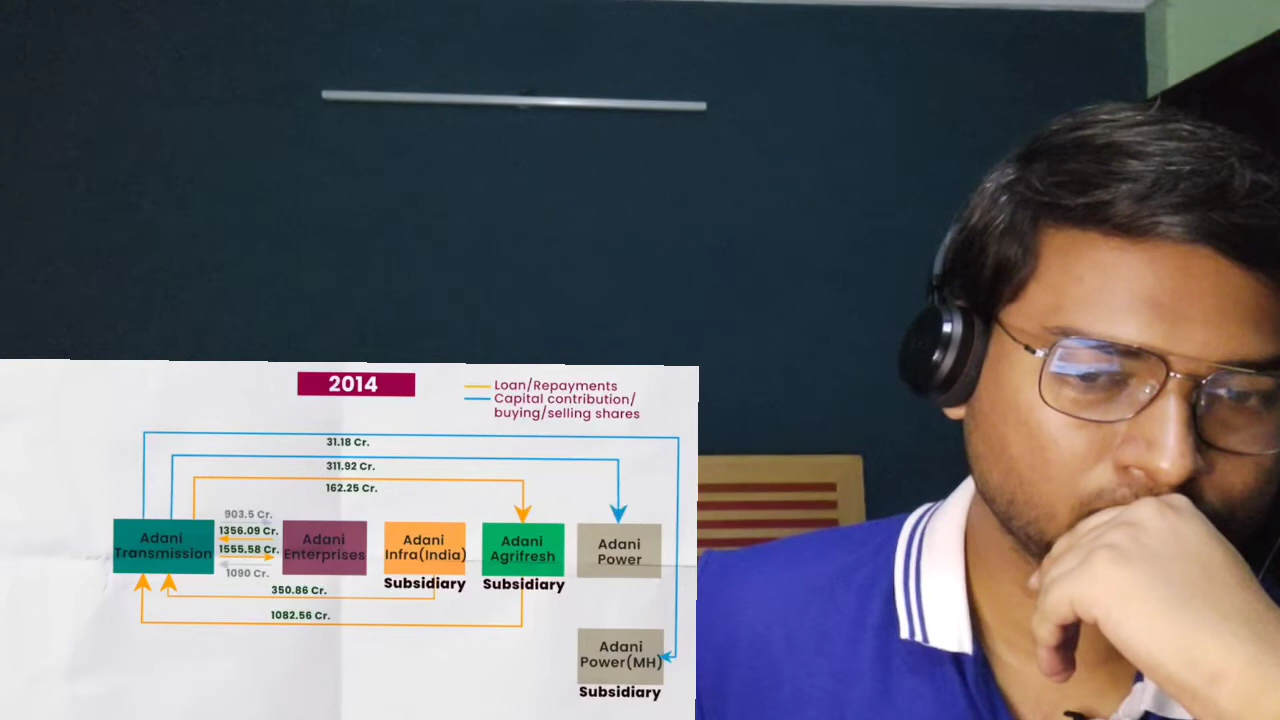 2014
Loan/Repayments
Capital contribution/
buying/selling shares
31.18 Cr.
311.92 Cr.
162.25 Cr.
903.5 Cr.
1356.09 Cr.
1555.58 Cr.
1090 Cr.
Adani
Transmission
Adani
Enterprises
Adani
Infra(India)
Subsidiary
Adani
Agrifresh
Subsidiary
Adani
Power
350.86 Cr.
1082.56 Cr.
Adani
Power(MH)
Subsidiary